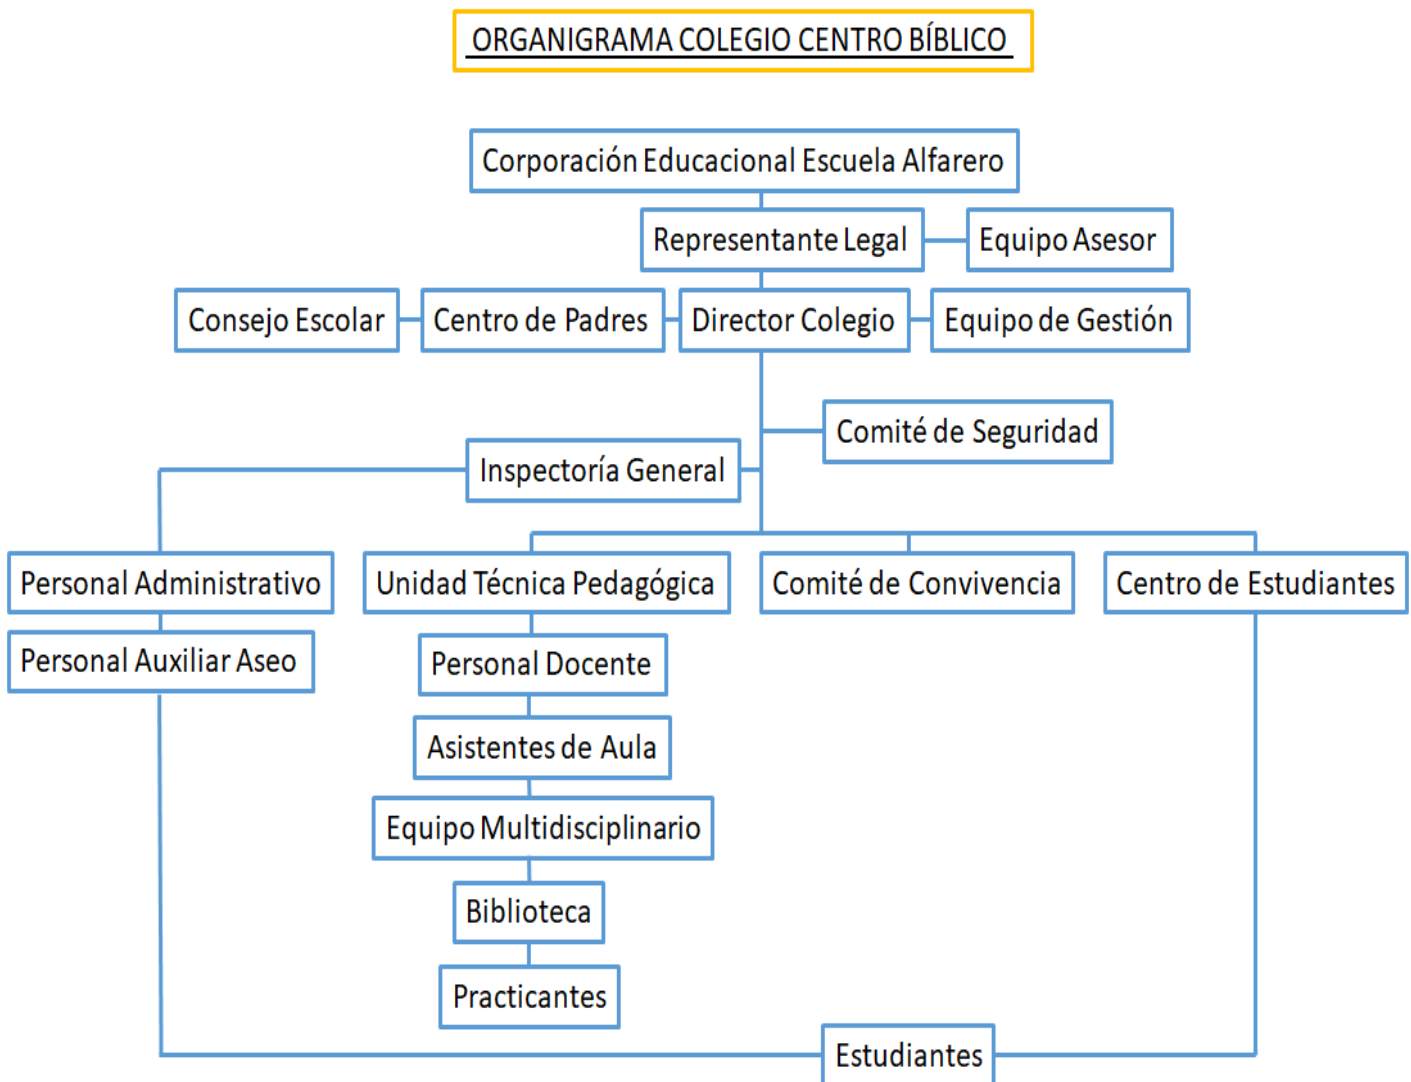 ORGANIGRAMA COLEGIO CENTRO BÍBLICO
Corporación Educacional Escuela Alfarero
Representante Legal
Equipo Asesor
Consejo Escolar
Centro de Padres
Director Colegio
Equipo de Gestión
Comité de Seguridad
Inspectoría General
Personal Administrativo
Unidad Técnica Pedagógica
Comité de Convivencia
Centro de Estudiantes
Personal Auxiliar Aseo
Personal Docente
Asistentes de Aula
Equipo Multidisciplinario
Biblioteca
Practicantes
Estudiantes